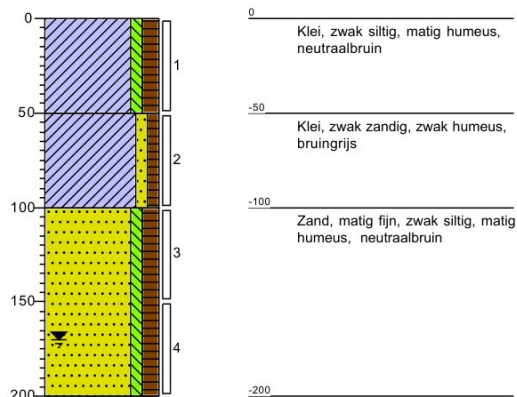 0
50
100
150
200
1
2
3
4
0
Klei, zwak siltig, matig humeus,
neutraalbruin
-50
Klei, zwak zandig, zwak humeus,
bruingrijs
-100
Zand, matig fijn, zwak siltig, matig
humeus, neutraalbruin
-200